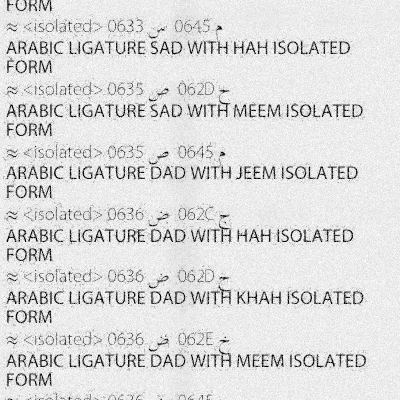 FORM
≈ <isolated> 0633 س 0645 م
ARABIC LIGATURE SAD WITH HAH ISOLATED
FORM
≈ <isolated> 0635 ص 062D ح
ARABIC LIGATURE SAD WITH MEEM ISOLATED
FORM
≈ <isolated> 0635 ص 0645 م
ARABIC LIGATURE DAD WITH JEEM ISOLATED
FORM
≈ <isolated> 0636 ض 062C ج
ARABIC LIGATURE DAD WITH HAH ISOLATED
FORM
≈ <isolated> 0636 ض 062D ح
ARABIC LIGATURE DAD WITH KHAH ISOLATED
FORM
≈ <isolated> 0636 ض 062E خ
ARABIC LIGATURE DAD WITH MEEM ISOLATED
FORM
≈ <isolated> 0636 ض 0645 م